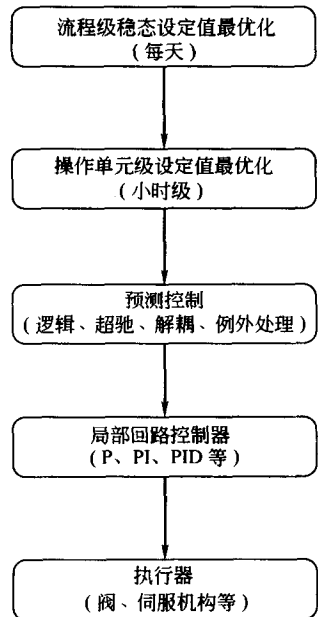 流程级稳态设定值最优化
(每天)
操作单元级设定值最优化
(小时级)
预测控制
(逻辑、超驰、解耦、例外处理)
局部回路控制器
(P、PI、PID 等)
执行器
(阀、伺服机构等)